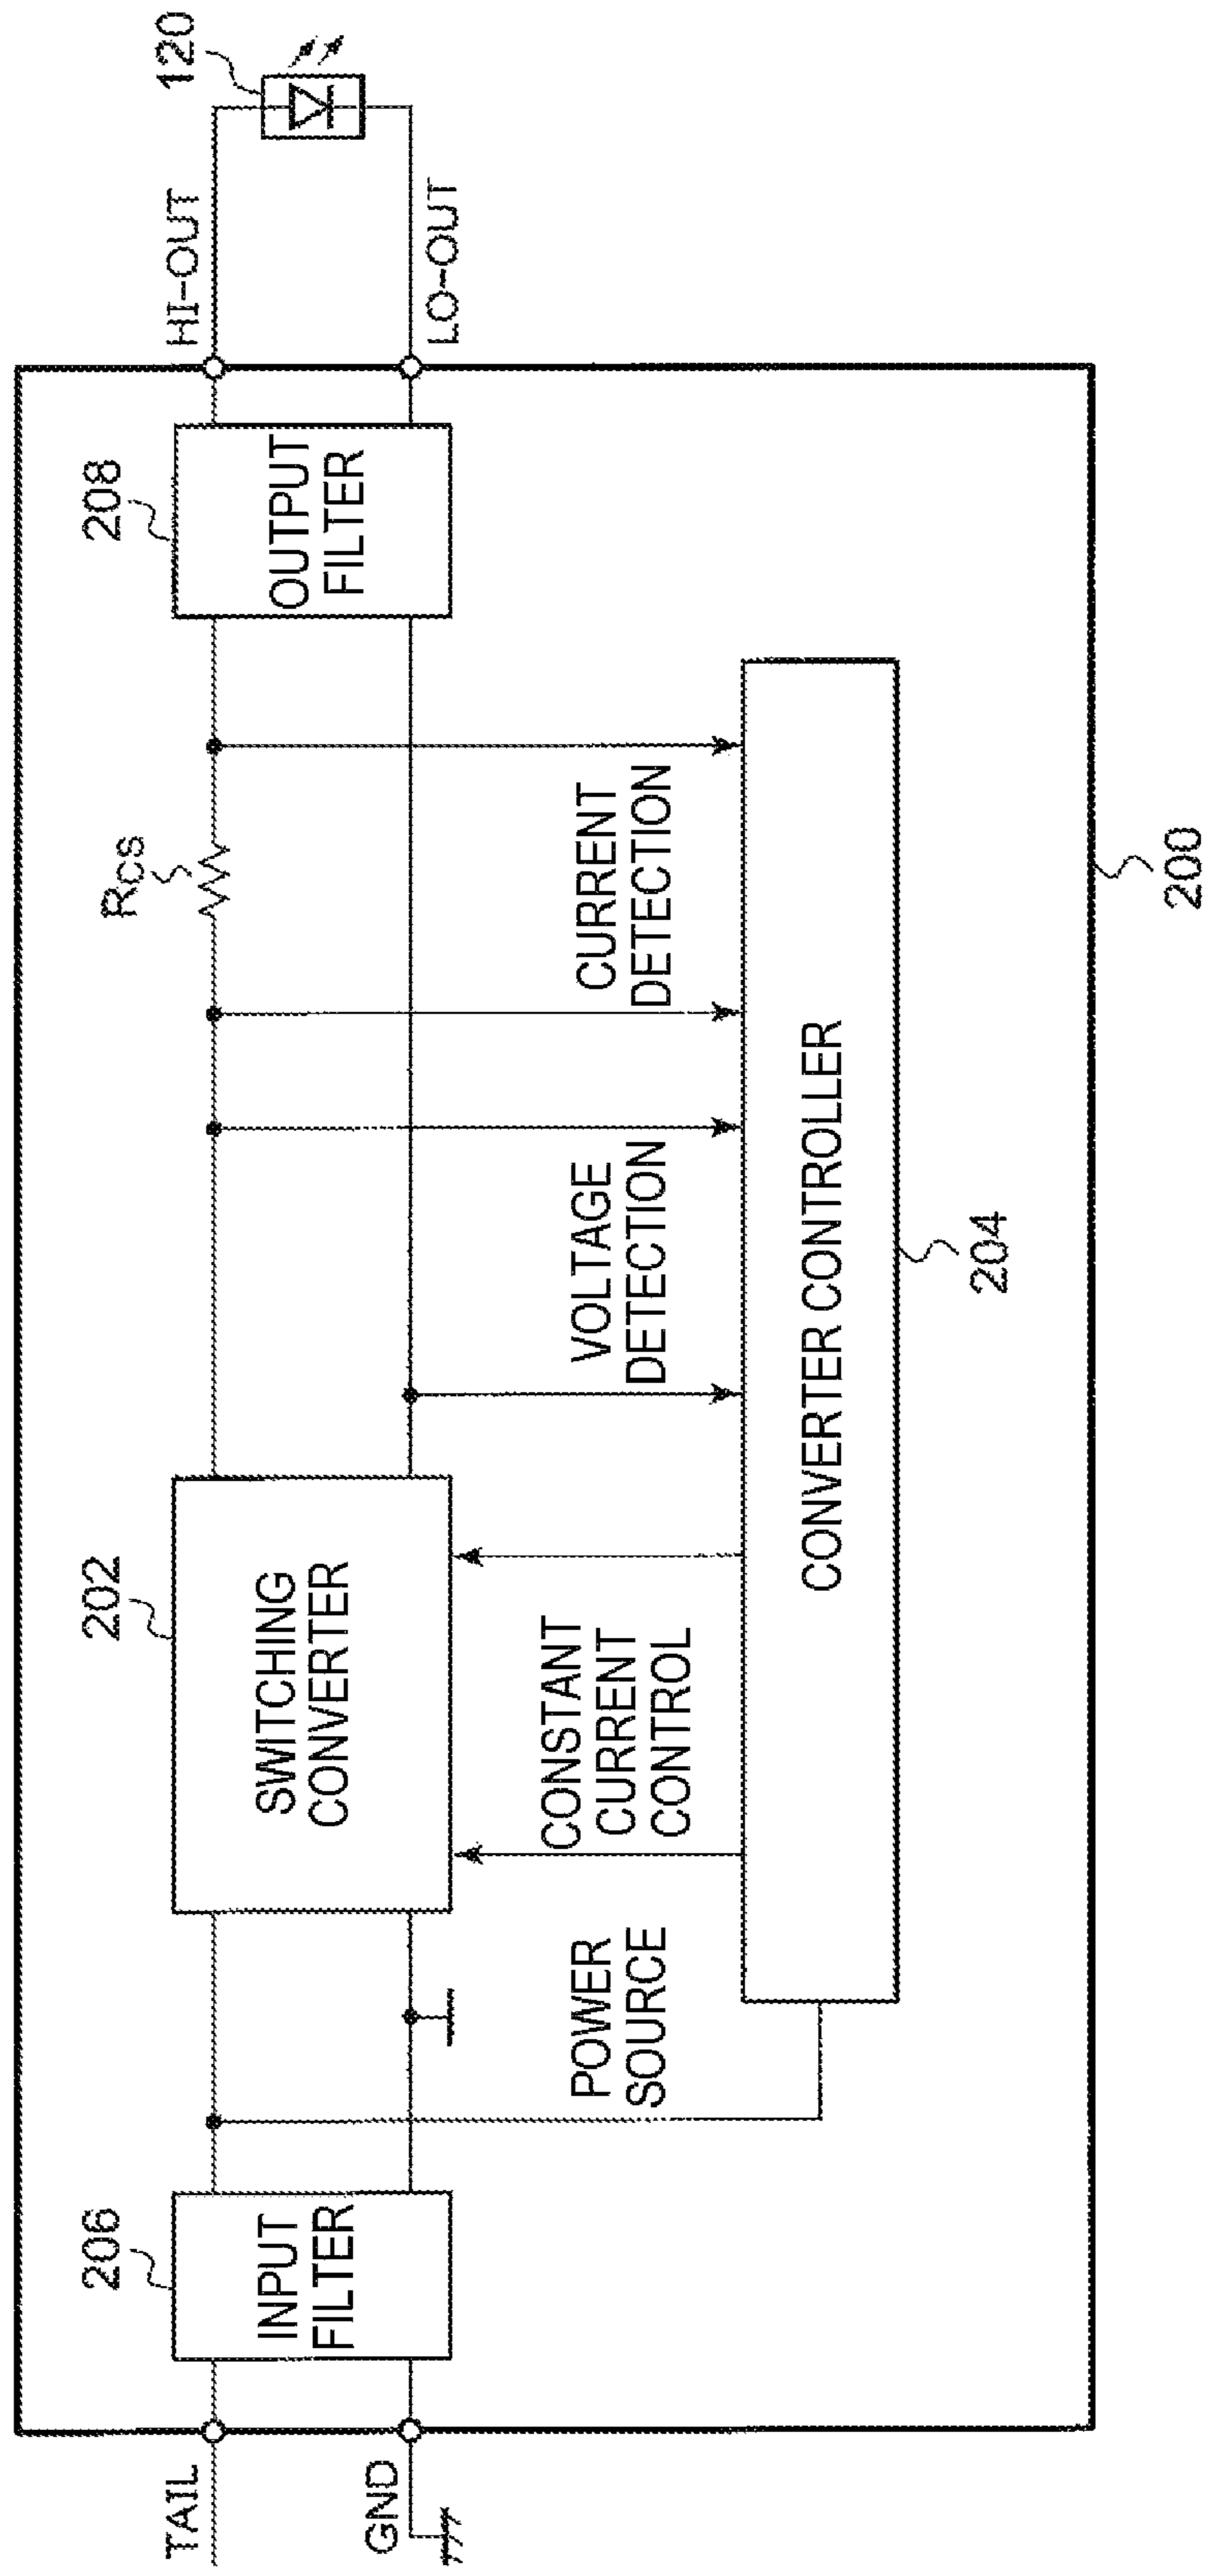 206
202
RCS
208
120
TAIL
INPUT
FILTER
SWITCHING
CONVERTER
OUTPUT
FILTER
HI-OUT
GND
LO-OUT
POWER
SOURCE
CONSTANT
CURRENT
CONTROL
VOLTAGE
DETECTION
CURRENT
DETECTION
CONVERTER CONTROLLER
204
200